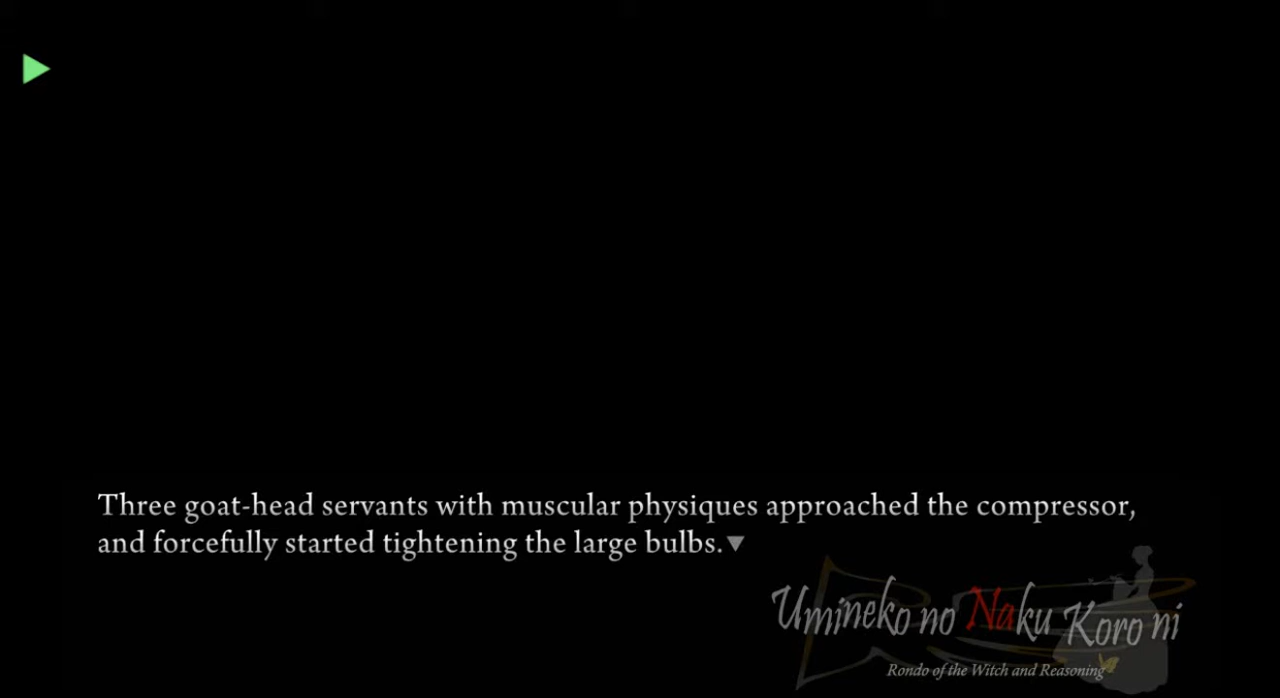 Three goat-head servants with muscular physiques approached the compressor,
and forcefully started tightening the large bulbs.
Umineko no Naku Koro ni
Rondo of the Witch and Reasoning